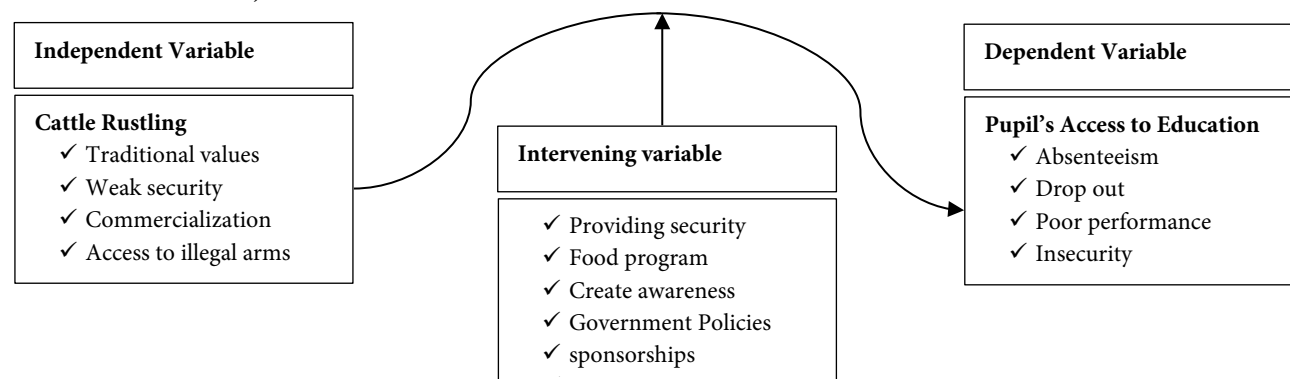 Independent Variable
Cattle Rustling
✓ Traditional values
✓ Weak security
✓ Commercialization
✓ Access to illegal arms
Intervening variable
✓ Providing security
✓ Food program
✓ Create awareness
✓ Government Policies
✓ sponsorships
Dependent Variable
Pupil's Access to Education
✓ Absenteeism
✓ Drop out
✓ Poor performance
✓ Insecurity